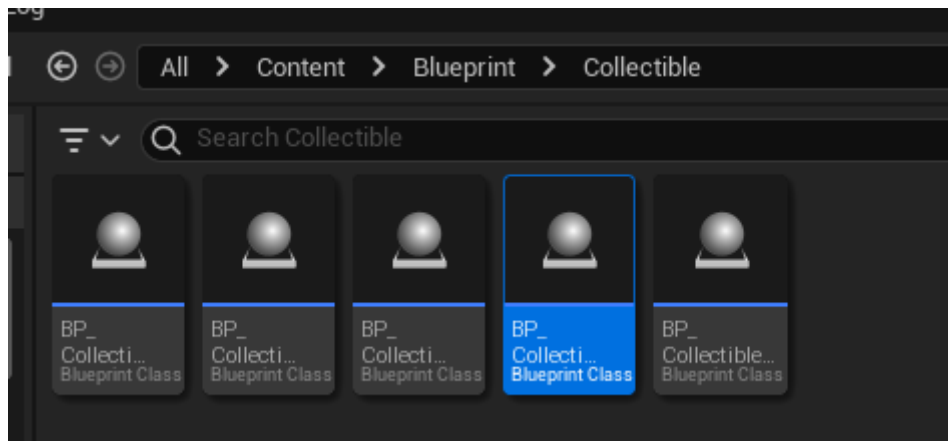 All > Content > Blueprint > Collectible
Search Collectible
BP_
Collecti...
Blueprint Class
BP_
Collecti...
Blueprint Class
BP_
Collecti...
Blueprint Class
BP_
Collecti...
Blueprint Class
BP_
Collectible...
Blueprint Class